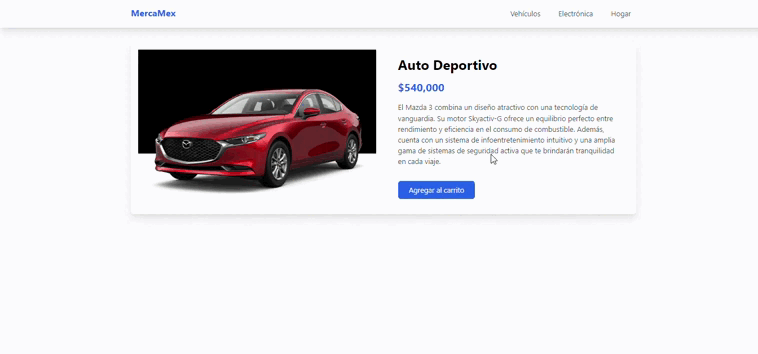 MercaMex
Vehículos Electrónica Hogar
Auto Deportivo
$540,000
El Mazda 3 combina un diseño atractivo con una tecnología de
vanguardia. Su motor Skyactiv-G ofrece un equilibrio perfecto entre
rendimiento y eficiencia en el consumo de combustible. Además,
cuenta con un sistema de infoentretenimiento intuitivo y una amplia
gama de sistemas de seguridad activa que te brindarán tranquilidad
en cada viaje.
Agregar al carrito